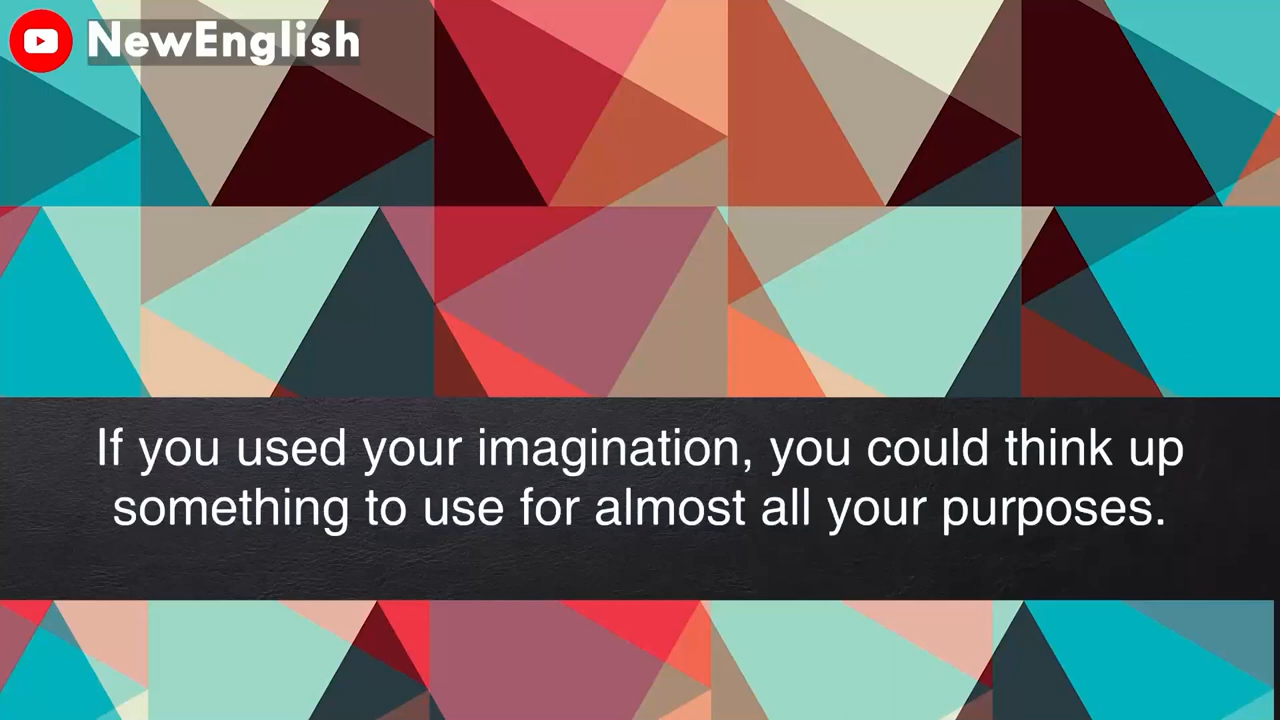 NewEnglish
If you used your imagination, you could think up
something to use for almost all your purposes.